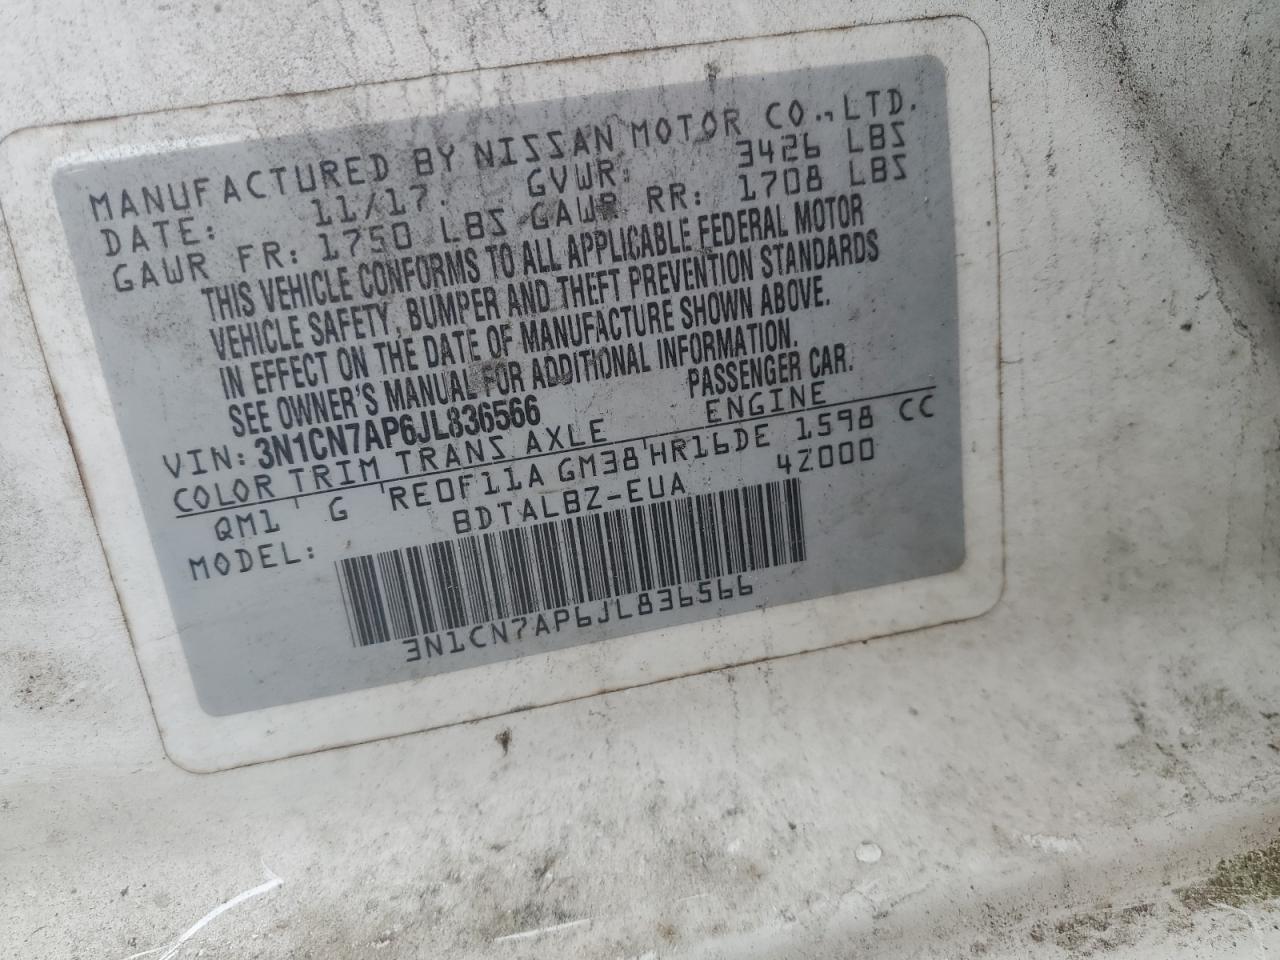 MANUFACTURED BY NISSAN MOTOR CO., LTD.
DATE: 11/17. GVWR: 3426 LBS
GAWR FR: 1750 LBS GAWR RR: 1708 LBS
THIS VEHICLE CONFORMS TO ALL APPLICABLE FEDERAL MOTOR
VEHICLE SAFETY, BUMPER AND THEFT PREVENTION STANDARDS
IN EFFECT ON THE DATE OF MANUFACTURE SHOWN ABOVE.
SEE OWNER'S MANUAL FOR ADDITIONAL INFORMATION.
VIN: 3N1CN7AP6JL836566 PASSENGER CAR.
COLOR TRIM TRANS AXLE ENGINE
QM1 G RE0F11A GM38 HR16DE 1598 CC
MODEL: BDTALBZ-EUA 4Z000
3N1CN7AP6JL836566